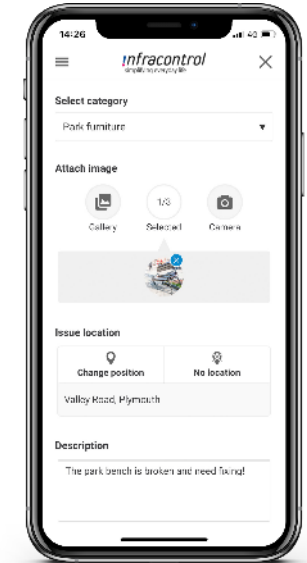 14:26
4G
infracontrol
simplifying everyday life
Select category
Park furniture
Attach image
Gallery
1/3
Selected
Camera
Issue location
Change position
No location
Valley Road, Plymouth
Description
The park bench is broken and need fixing!